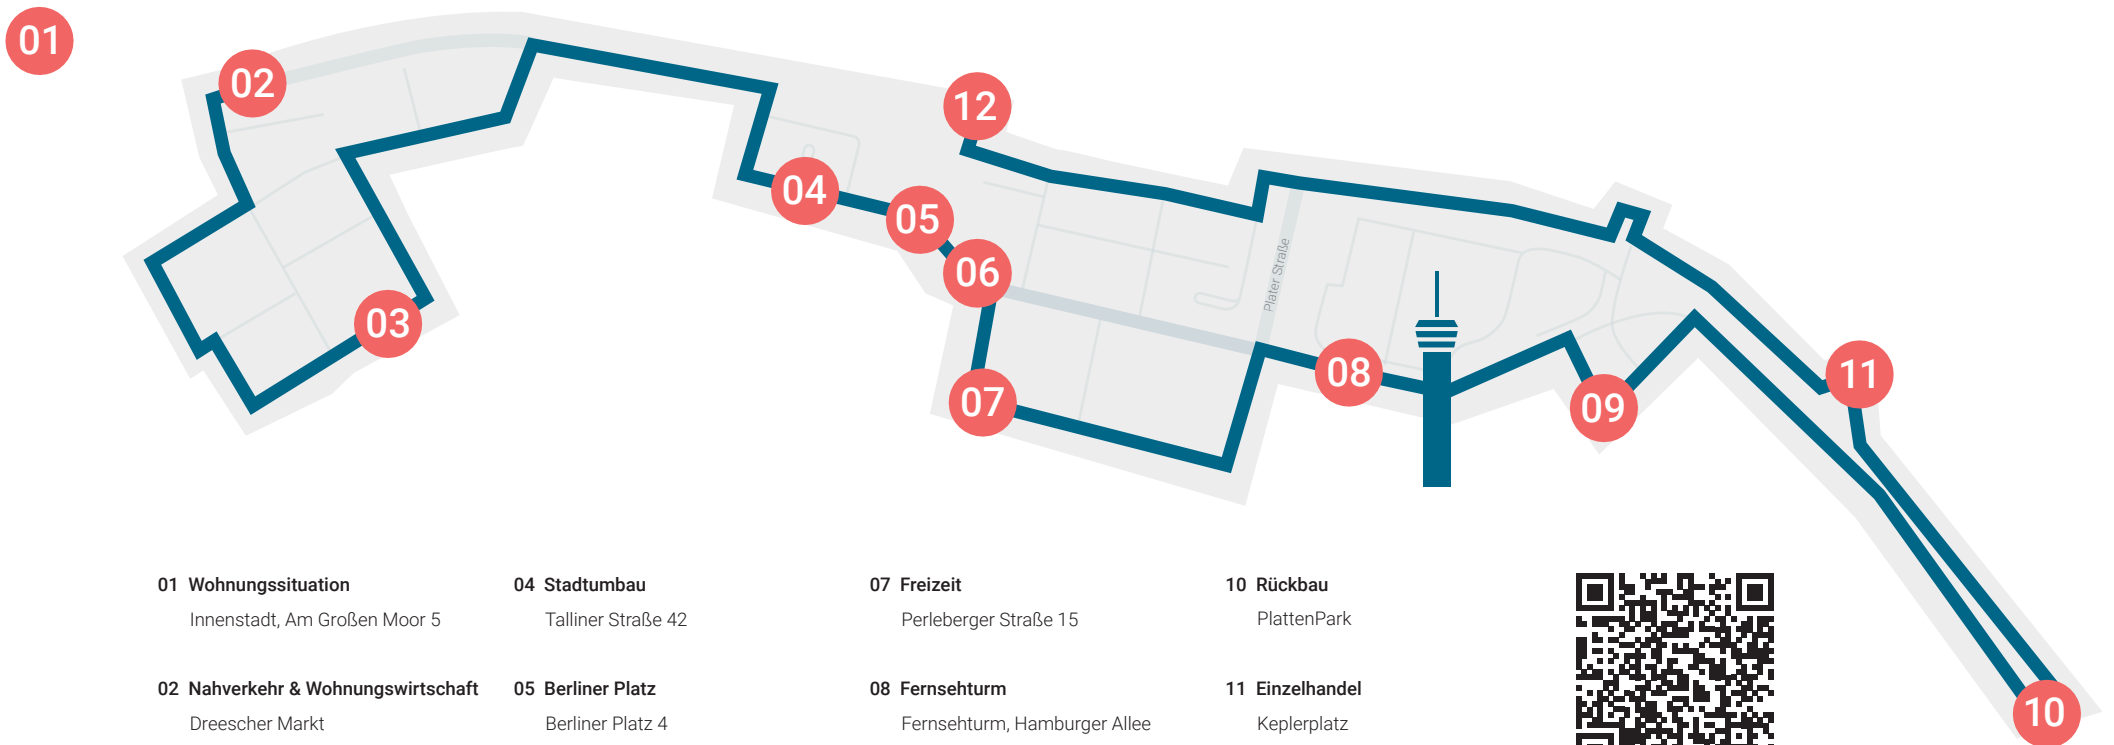 01
02
12
04
05
06
Plater Straße
03
07
08
09
11
10
01 Wohnungssituation
Innenstadt, Am Großen Moor 5
02 Nahverkehr & Wohnungswirtschaft
Dreescher Markt
04 Stadtumbau
Talliner Straße 42
05 Berliner Platz
Berliner Platz 4
07 Freizeit
Perleberger Straße 15
08 Fernsehturm
Fernsehturm, Hamburger Allee
10 Rückbau
PlattenPark
11 Einzelhandel
Keplerplatz